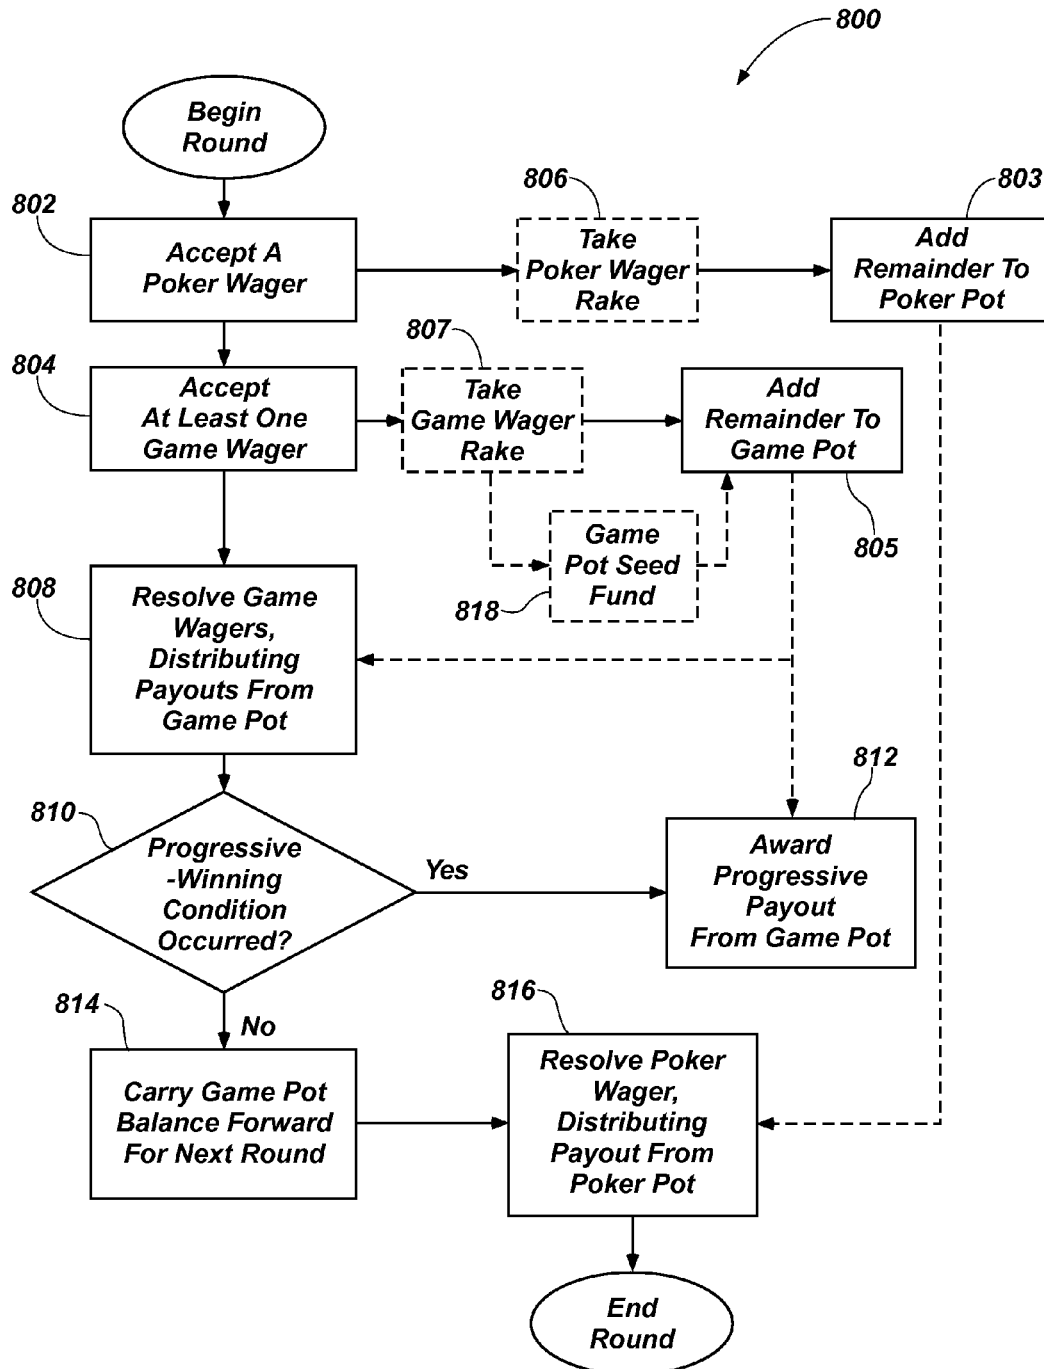 800
Begin
Round
802
Accept A
Poker Wager
806
Take
Poker Wager
Rake
803
Add
Remainder To
Poker Pot
804
Accept
At Least One
Game Wager
807
Take
Game Wager
Rake
Add
Remainder To
Game Pot
805
Game
Pot Seed
Fund
818
808
Resolve Game
Wagers,
Distributing
Payouts From
Game Pot
810
Progressive
-Winning
Condition
Occurred?
Yes
812
Award
Progressive
Payout
From Game Pot
No
814
Carry Game Pot
Balance Forward
For Next Round
816
Resolve Poker
Wager,
Distributing
Payout From
Poker Pot
End
Round